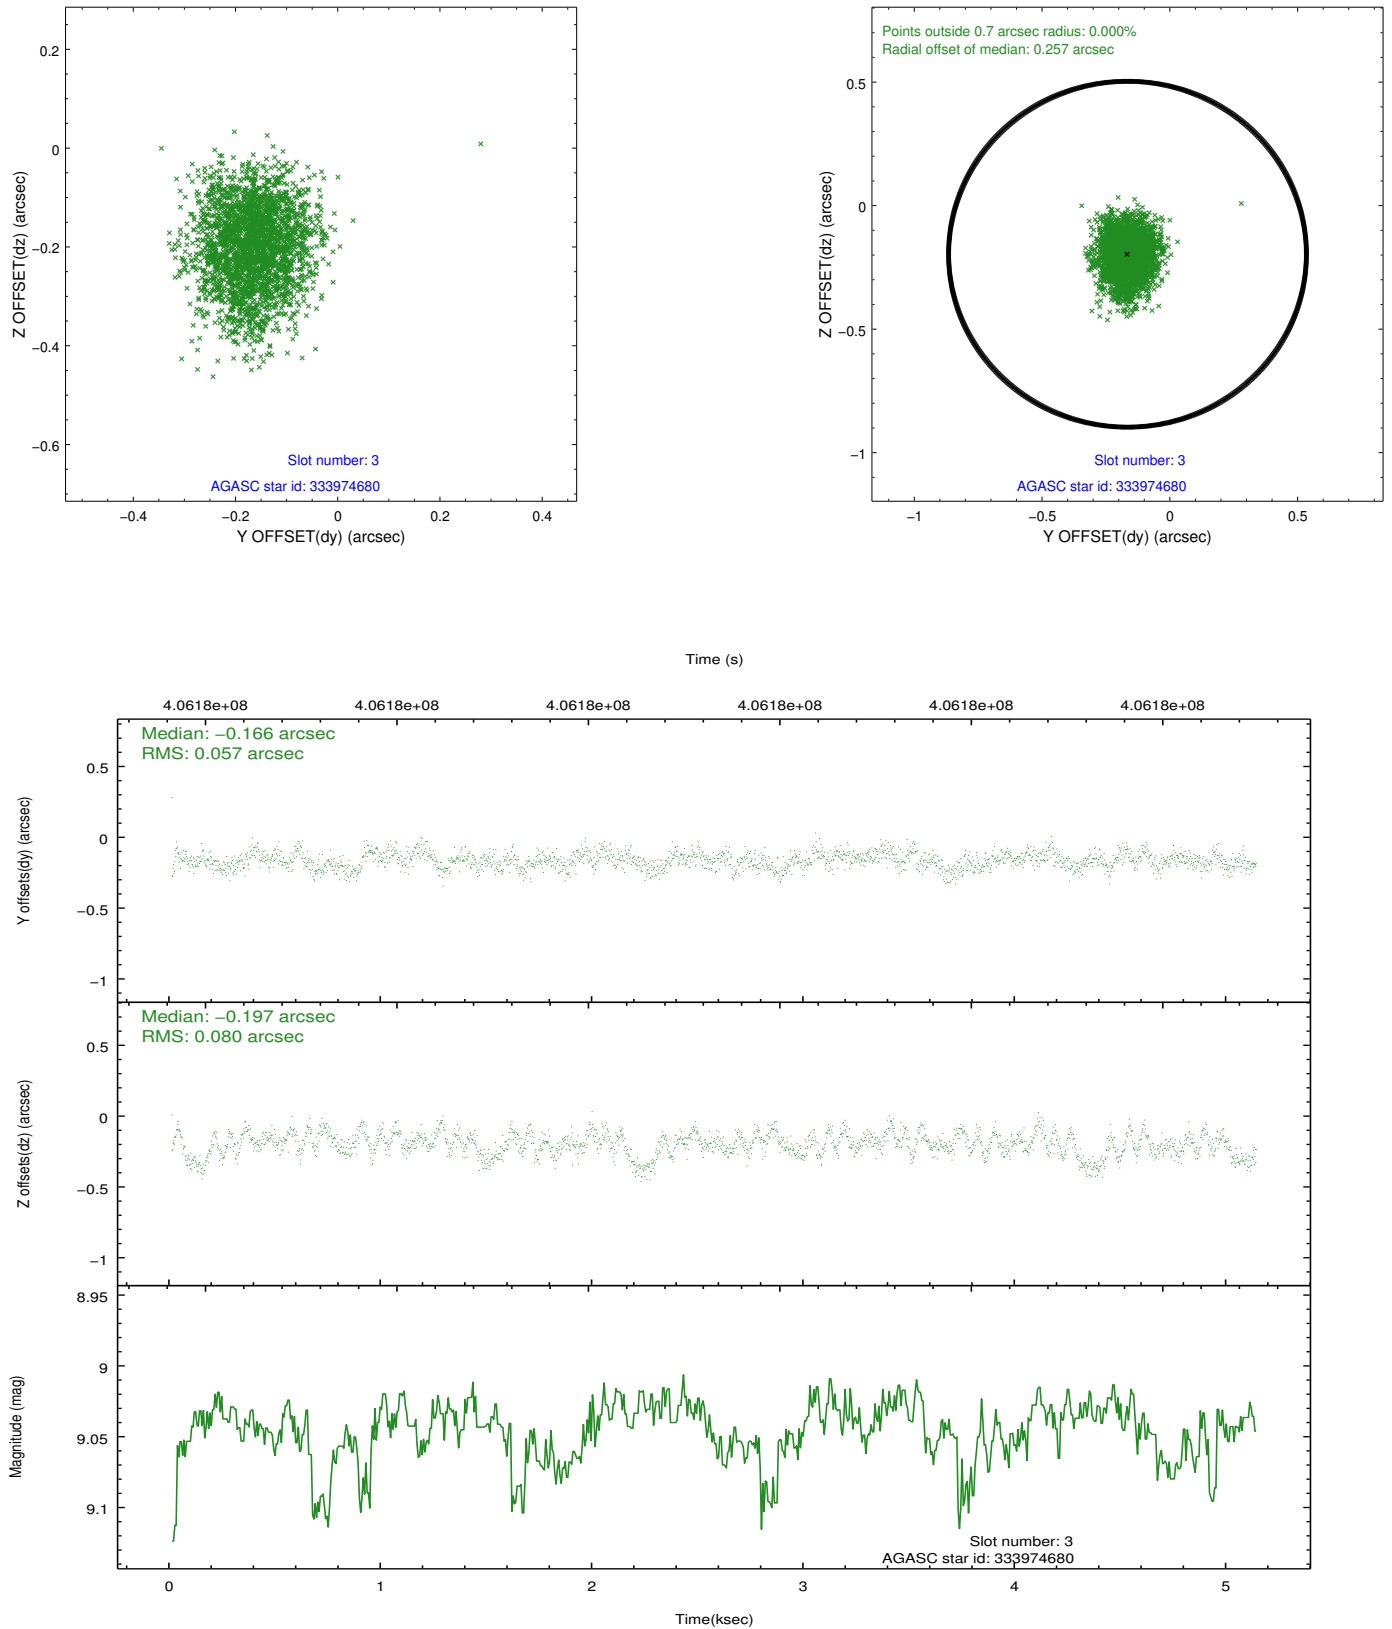 0.2
0
−0.2
−0.4
−0.6
Z OFFSET(dz) (arcsec)
Slot number: 3
AGASC star id: 333974680
−0.4
−0.2
0
0.2
0.4
Y OFFSET(dy) (arcsec)
Points outside 0.7 arcsec radius: 0.000%
Radial offset of median: 0.257 arcsec
0.5
0
−0.5
−1
Z OFFSET(dz) (arcsec)
Slot number: 3
AGASC star id: 333974680
−1
−0.5
0
0.5
Y OFFSET(dy) (arcsec)
Time (s)
4.0618e+08
4.0618e+08
4.0618e+08
4.0618e+08
4.0618e+08
4.0618e+08
Median: −0.166 arcsec
RMS: 0.057 arcsec
0.5
0
−0.5
−1
Y offsets(dy) (arcsec)
Median: −0.197 arcsec
RMS: 0.080 arcsec
0.5
0
−0.5
−1
Z offsets(dz) (arcsec)
8.95
9
9.05
9.1
Magnitude (mag)
Slot number: 3
AGASC star id: 333974680
0
1
2
3
4
5
Time(ksec)